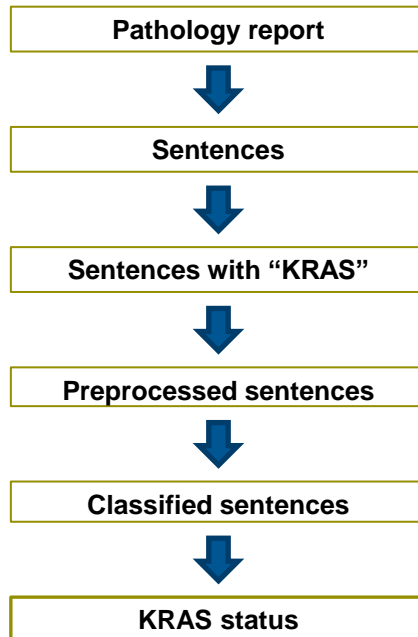 Pathology report
Sentences
Sentences with “KRAS”
Preprocessed sentences
Classified sentences
KRAS status